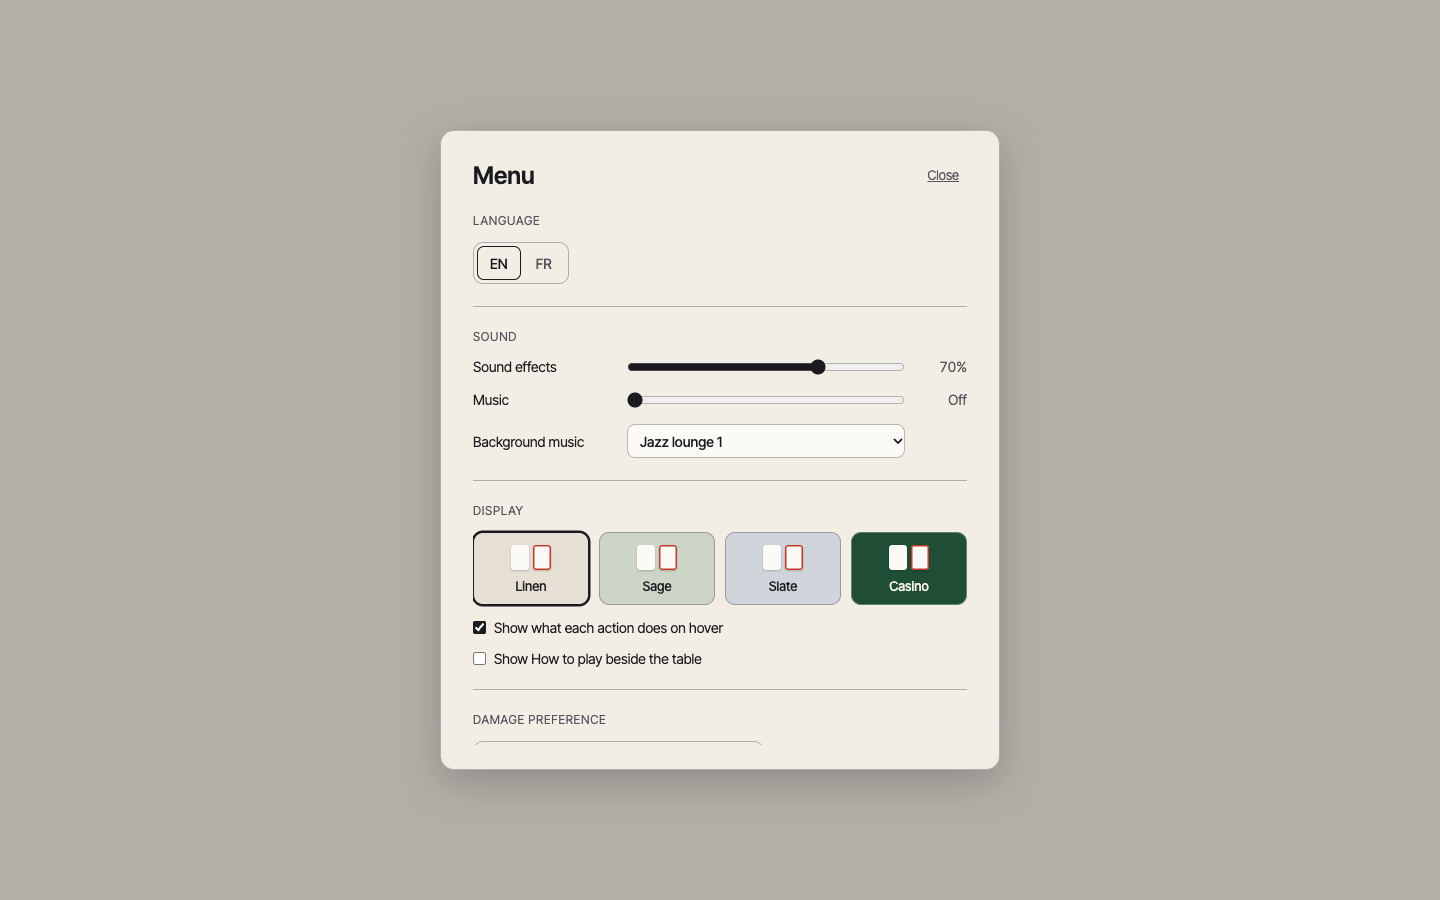 Menu
Close
LANGUAGE
EN FR
SOUND
Sound effects 70%
Music Off
Background music Jazz lounge 1
DISPLAY
Linen Sage Slate Casino
Show what each action does on hover
Show How to play beside the table
DAMAGE PREFERENCE